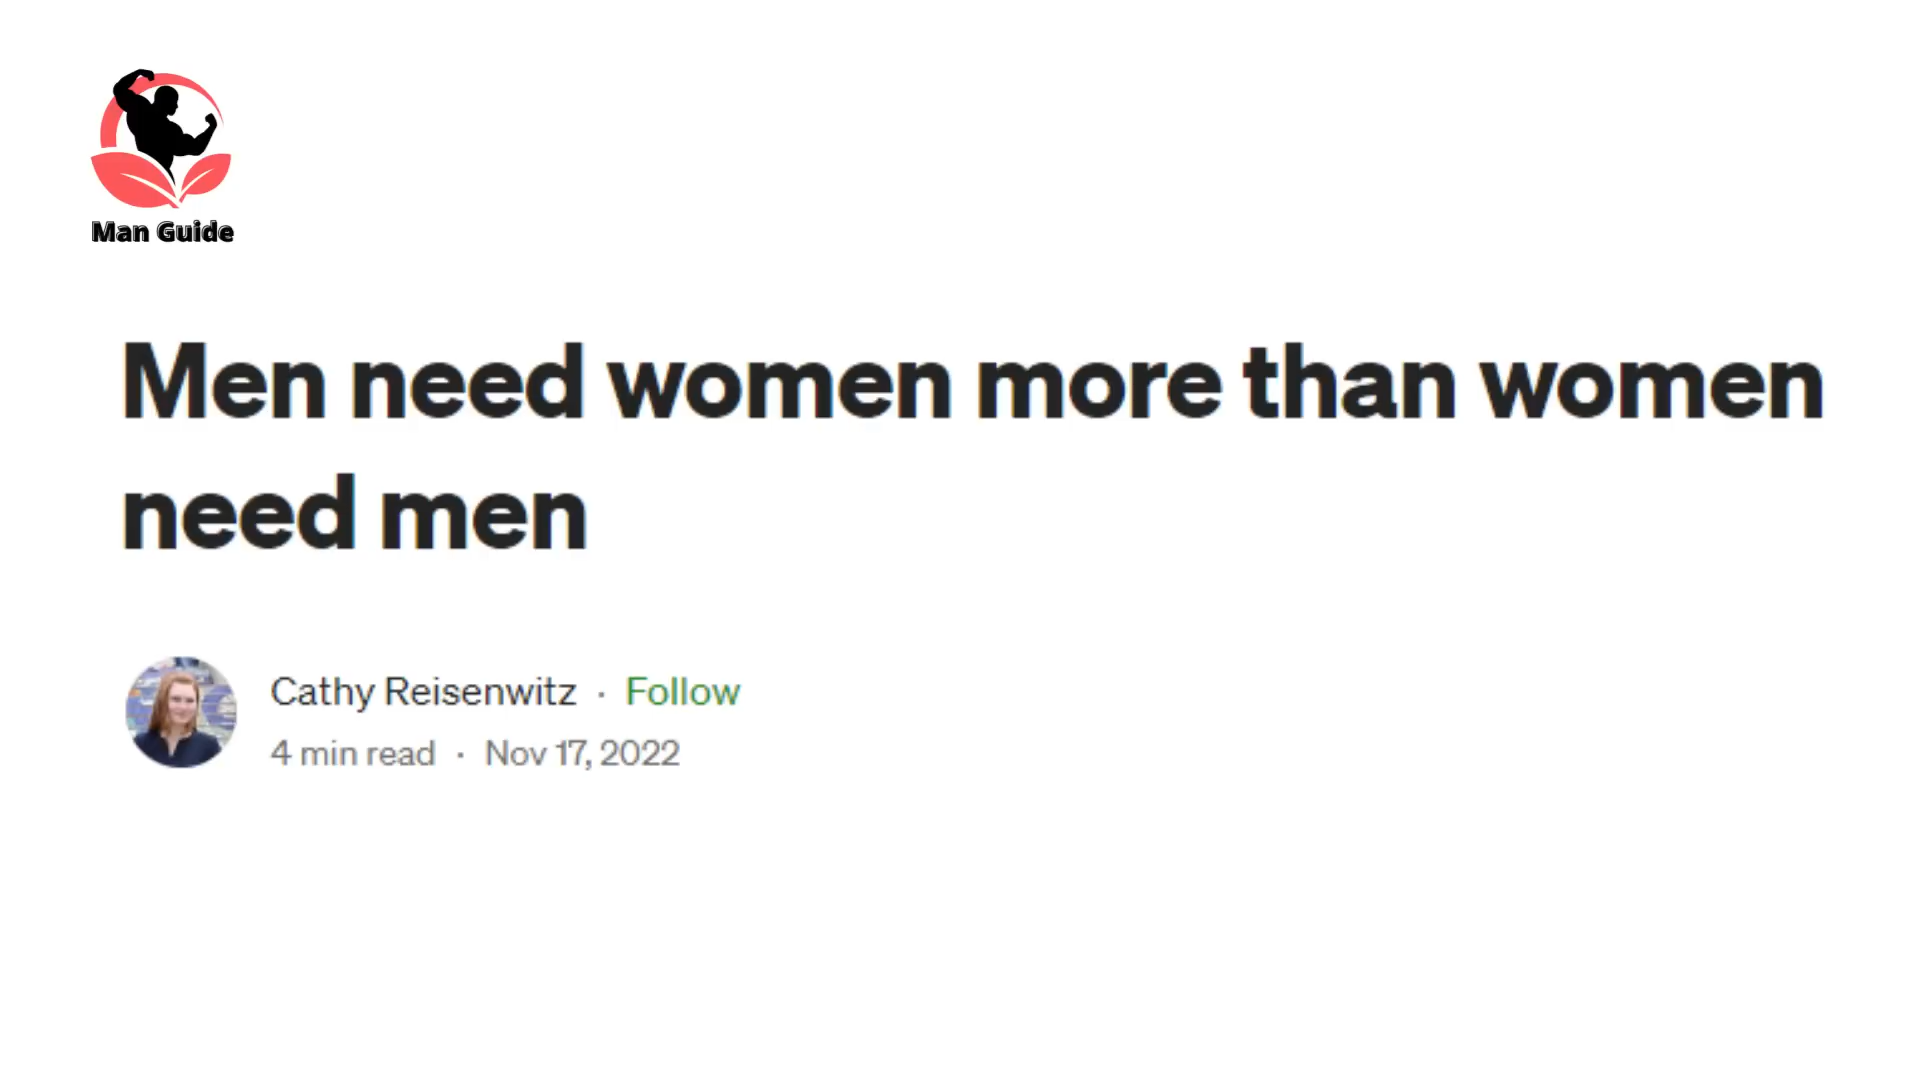 Man Guide
Men need women more than women
need men
Cathy Reisenwitz · Follow
4 min read · Nov 17, 2022